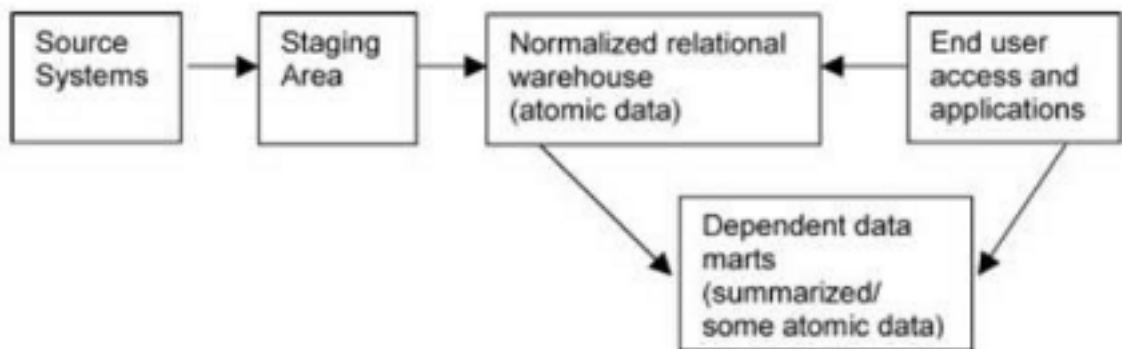 Source
Systems
Staging
Area
Normalized relational
warehouse
(atomic data)
End user
access and
applications
Dependent data
marts
(summarized/
some atomic data)